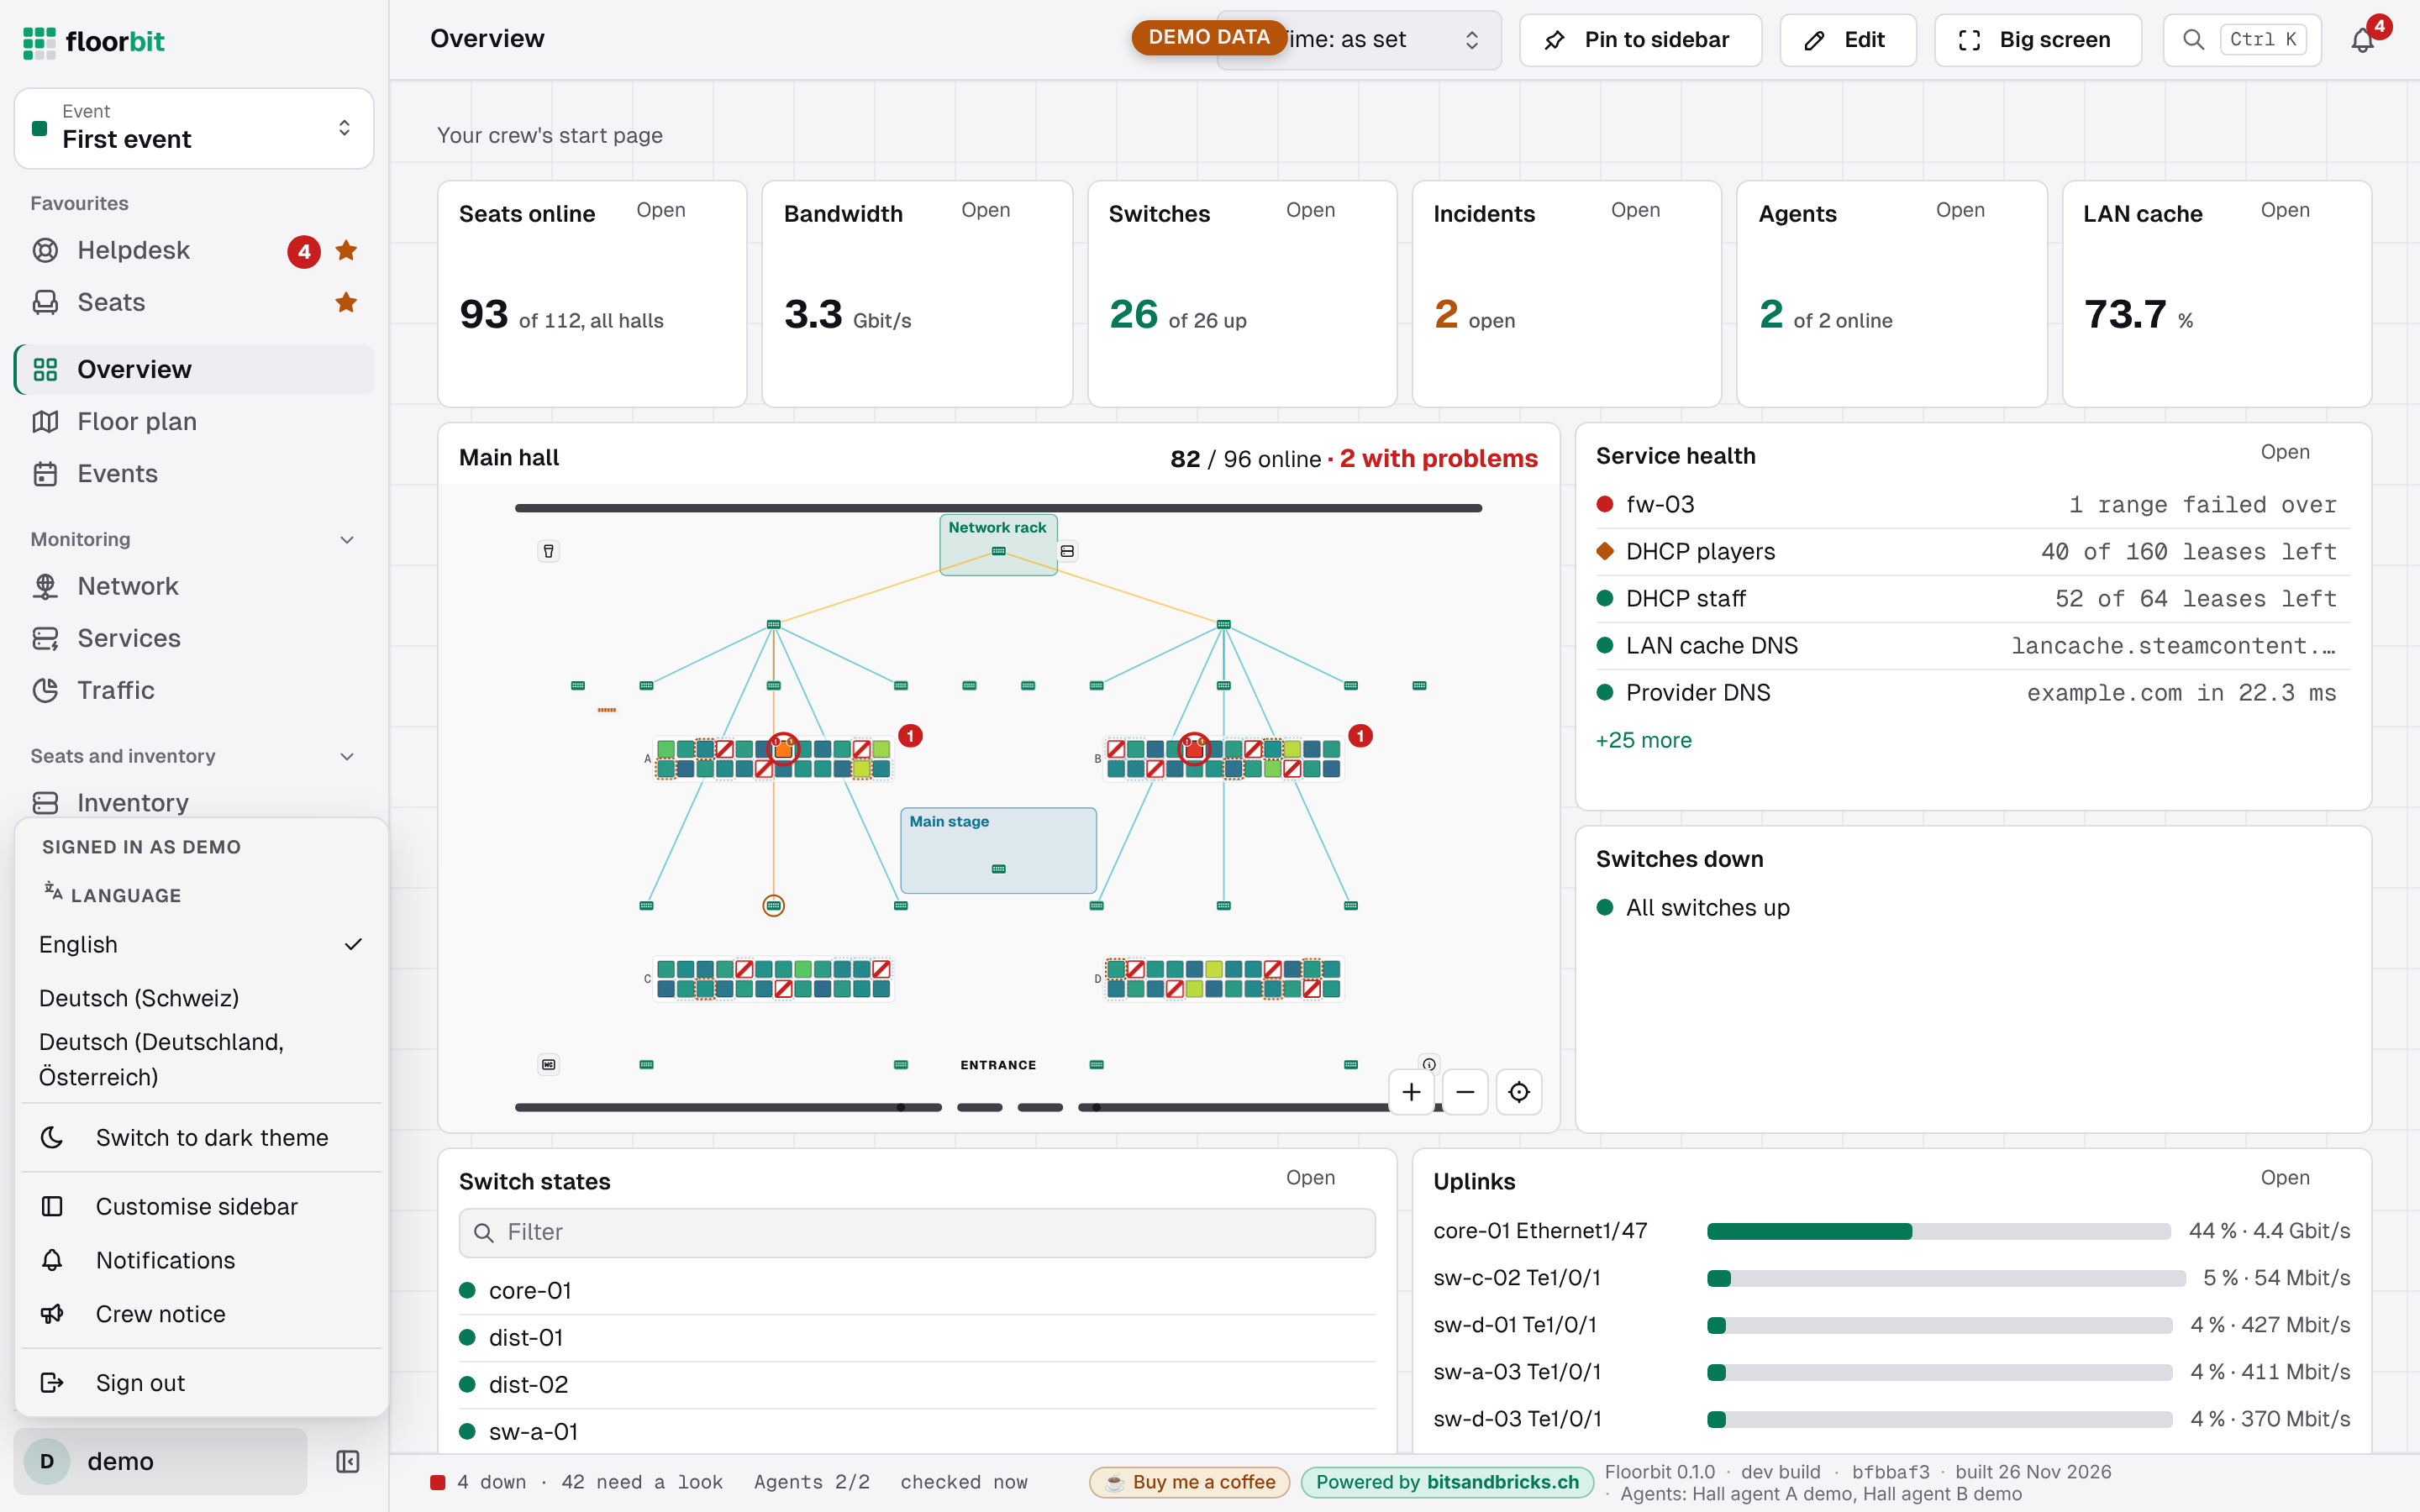 floorbit
Event
First event
Favourites
Helpdesk 4
Seats
Overview
Floor plan
Events
Monitoring
Network
Services
Traffic
Seats and inventory
Inventory
SIGNED IN AS DEMO
LANGUAGE
English
Deutsch (Schweiz)
Deutsch (Deutschland,
Österreich)
Switch to dark theme
Customise sidebar
Notifications
Crew notice
Sign out
D demo
Overview
DEMO DATA
ime: as set
Pin to sidebar
Edit
Big screen
Ctrl K
4
Your crew's start page
Seats online Open
93 of 112, all halls
Bandwidth Open
3.3 Gbit/s
Switches Open
26 of 26 up
Incidents Open
2 open
Agents Open
2 of 2 online
LAN cache Open
73.7 %
Main hall
82 / 96 online · 2 with problems
Network rack
A
1
B
1
Main stage
C
D
WC
ENTRANCE
Service health Open
fw-03 1 range failed over
DHCP players 40 of 160 leases left
DHCP staff 52 of 64 leases left
LAN cache DNS lancache.steamcontent.…
Provider DNS example.com in 22.3 ms
+25 more
Switches down
All switches up
Switch states Open
Filter
core-01
dist-01
dist-02
sw-a-01
Uplinks Open
core-01 Ethernet1/47 44 % · 4.4 Gbit/s
sw-c-02 Te1/0/1 5 % · 54 Mbit/s
sw-d-01 Te1/0/1 4 % · 427 Mbit/s
sw-a-03 Te1/0/1 4 % · 411 Mbit/s
sw-d-03 Te1/0/1 4 % · 370 Mbit/s
4 down · 42 need a look Agents 2/2 checked now
Buy me a coffee
Powered by bitsandbricks.ch
Floorbit 0.1.0 · dev build · bfbbaf3 · built 26 Nov 2026
· Agents: Hall agent A demo, Hall agent B demo